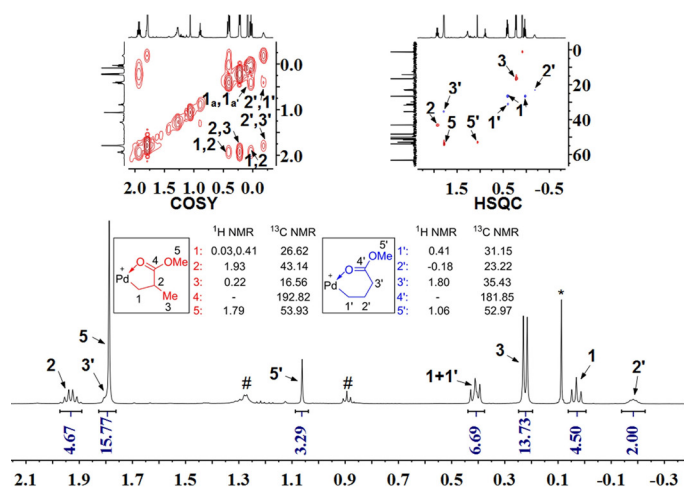 0.0
1.0
2.0
1a,1a'
2',1'
2,3
2',3'
1,2
1,2
2.0 1.5 1.0 0.5 0.0
COSY
0
20
40
60
3
2'
2
3'
1
1'
5
5'
1.5 0.5 -0.5
HSQC
1H NMR 13C NMR
1: 0.03,0.41 26.62
2: 1.93 43.14
3: 0.22 16.56
4: - 192.82
5: 1.79 53.93
O 4 5 OMe
Pd + 2
1 Me
3
1H NMR 13C NMR
1': 0.41 31.15
2': -0.18 23.22
3': 1.80 35.43
4': - 181.85
5': 1.06 52.97
5'
OMe
O 4'
Pd + 3'
1' 2'
5
2
3'
#
5'
#
1+1'
3
*
1
2'
4.67
15.77
3.29
6.69
13.73
4.50
2.00
2.1 1.9 1.7 1.5 1.3 1.1 0.9 0.7 0.5 0.3 0.1 -0.1 -0.3